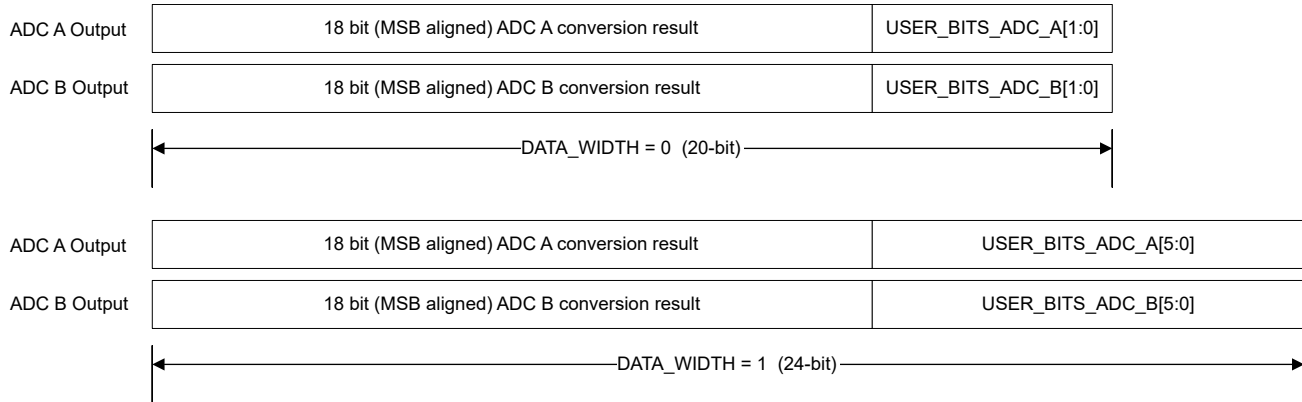 ADC A Output 18 bit (MSB aligned) ADC A conversion result USER_BITS_ADC_A[1:0]
ADC B Output 18 bit (MSB aligned) ADC B conversion result USER_BITS_ADC_B[1:0]
DATA_WIDTH = 0 (20-bit)
ADC A Output 18 bit (MSB aligned) ADC A conversion result USER_BITS_ADC_A[5:0]
ADC B Output 18 bit (MSB aligned) ADC B conversion result USER_BITS_ADC_B[5:0]
DATA_WIDTH = 1 (24-bit)